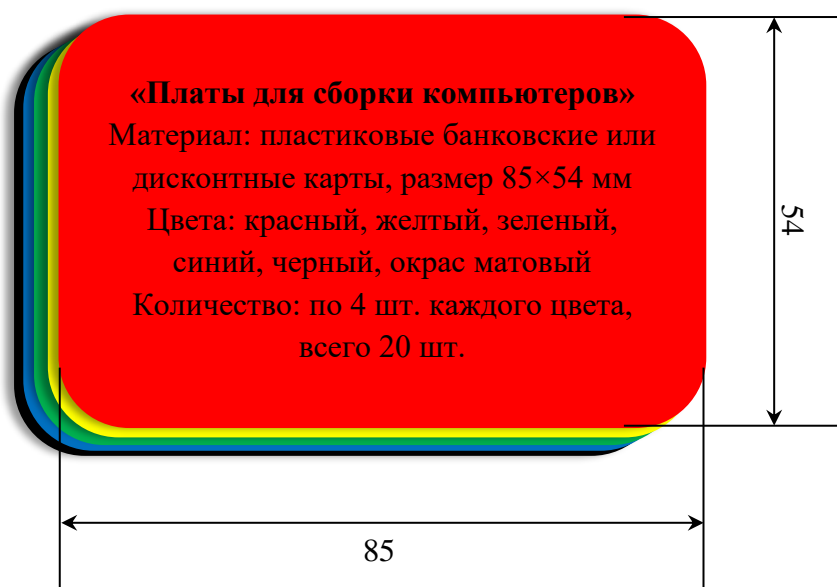 «Платы для сборки компьютеров»
Материал: пластиковые банковские или
дисконтные карты, размер 85×54 мм
Цвета: красный, желтый, зеленый,
синий, черный, окрас матовый
Количество: по 4 шт. каждого цвета,
всего 20 шт.
54
85